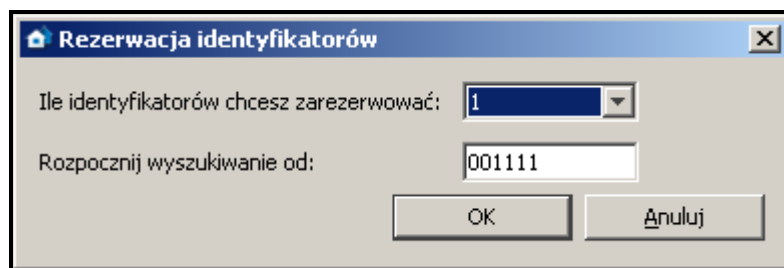 Rezerwacja identyfikatorów
Ile identyfikatorów chcesz zarezerwować: 1
Rozpocznij wyszukiwanie od: 001111
OK Anuluj